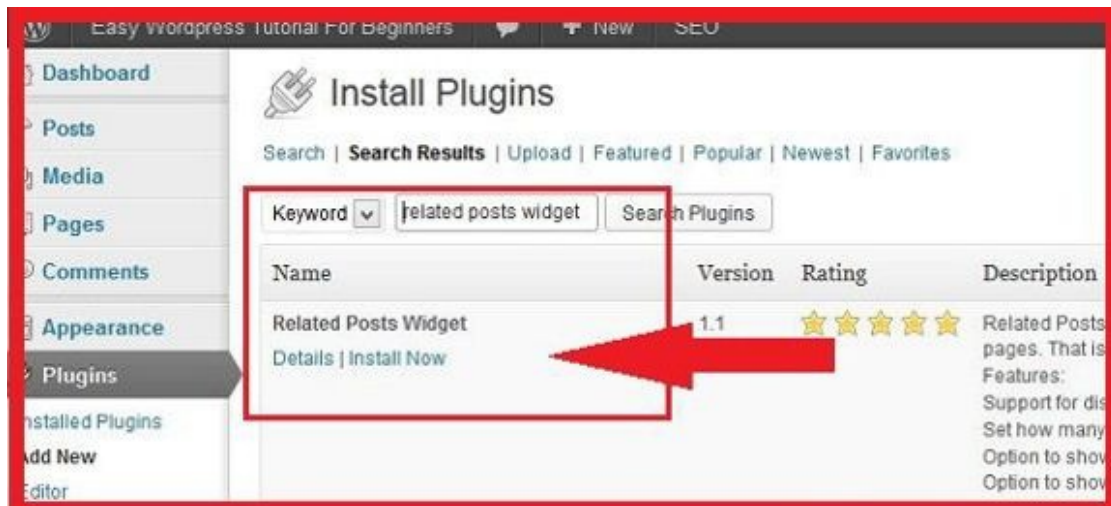 Easy Wordpress Tutorial For Beginners + New SEO
Dashboard
Posts
Media
Pages
Comments
Appearance
Plugins
Installed Plugins
Add New
Editor
Install Plugins
Search | Search Results | Upload | Featured | Popular | Newest | Favorites
Keyword related posts widget Search Plugins
Name Version Rating Description
Related Posts Widget 1.1 Related Posts
Details | Install Now pages. That is
Features:
Support for dis
Set how many
Option to show
Option to show